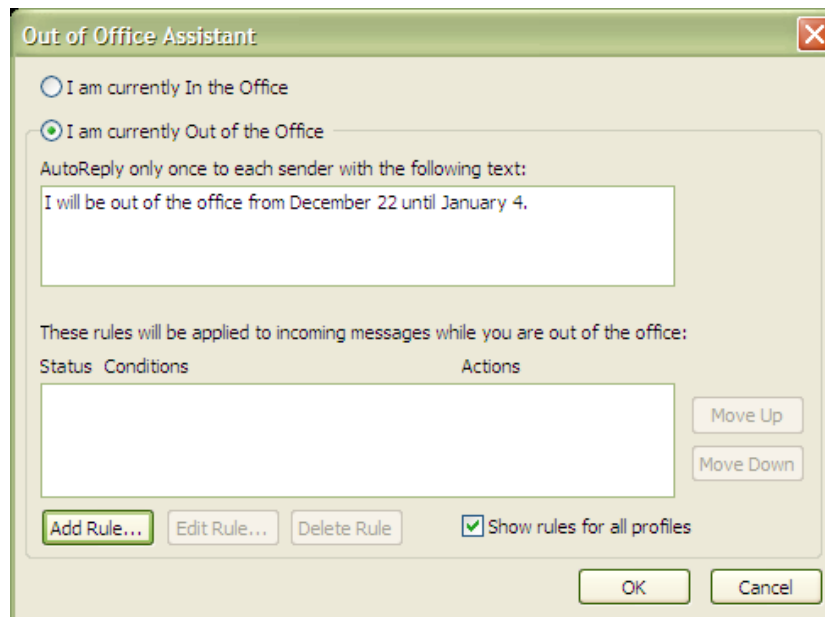 Out of Office Assistant
I am currently In the Office
I am currently Out of the Office
AutoReply only once to each sender with the following text:
I will be out of the office from December 22 until January 4.
These rules will be applied to incoming messages while you are out of the office:
Status Conditions Actions
Move Up
Move Down
Add Rule... Edit Rule... Delete Rule Show rules for all profiles
OK Cancel